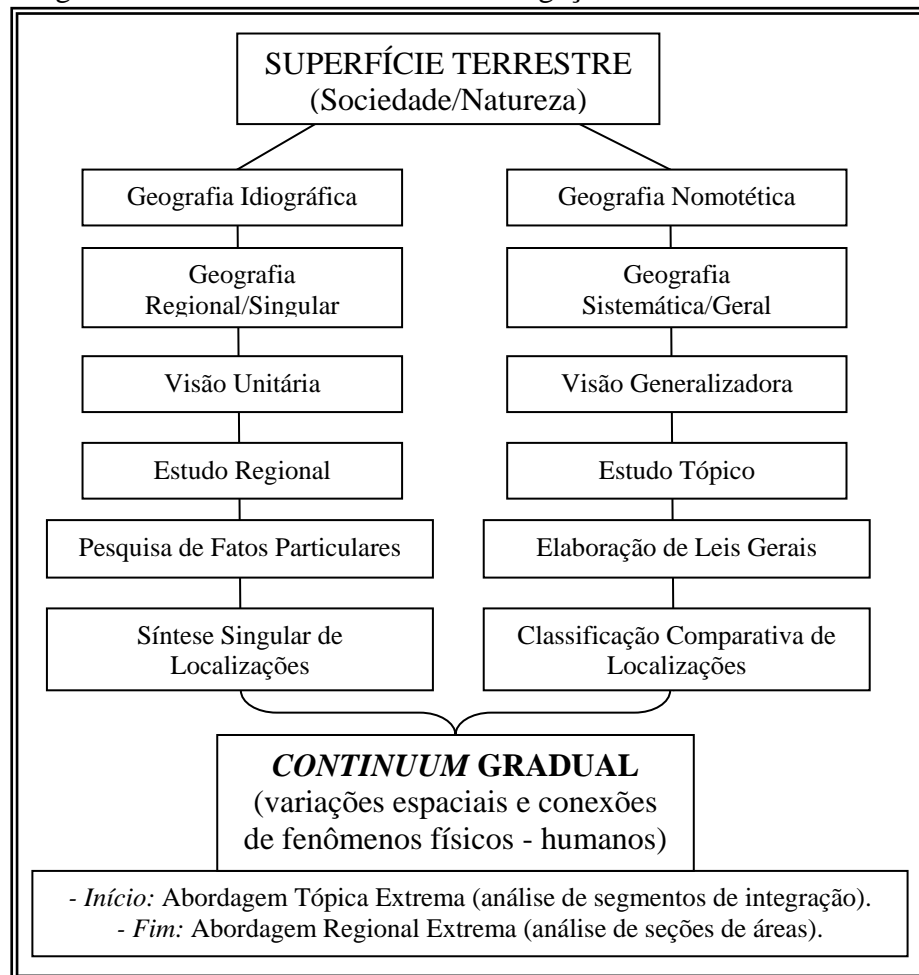 SUPERFÍCIE TERRESTRE
(Sociedade/Natureza)
Geografia Idiográfica
Geografia Nomotética
Geografia
Regional/Singular
Geografia
Sistemática/Geral
Visão Unitária
Visão Generalizadora
Estudo Regional
Estudo Tópico
Pesquisa de Fatos Particulares
Elaboração de Leis Gerais
Síntese Singular de
Localizações
Classificação Comparativa de
Localizações
CONTINUUM GRADUAL
(variações espaciais e conexões
de fenômenos físicos - humanos)
- Início: Abordagem Tópica Extrema (análise de segmentos de integração).
- Fim: Abordagem Regional Extrema (análise de seções de áreas).